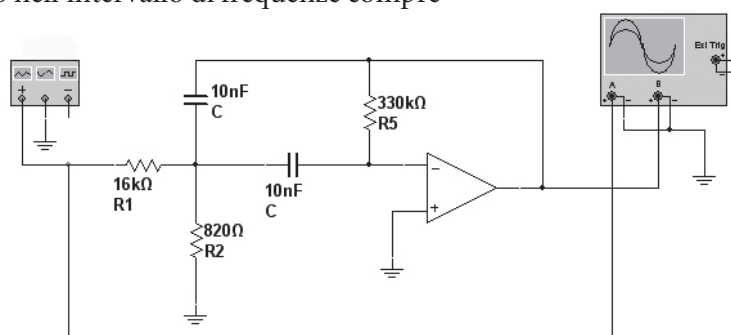 nell'intervallo di frequenze compre
Ext Trig
+
−
A
B
+
−
+
−
+
−
10nF
C
330kΩ
R5
16kΩ
R1
10nF
C
−
+
820Ω
R2